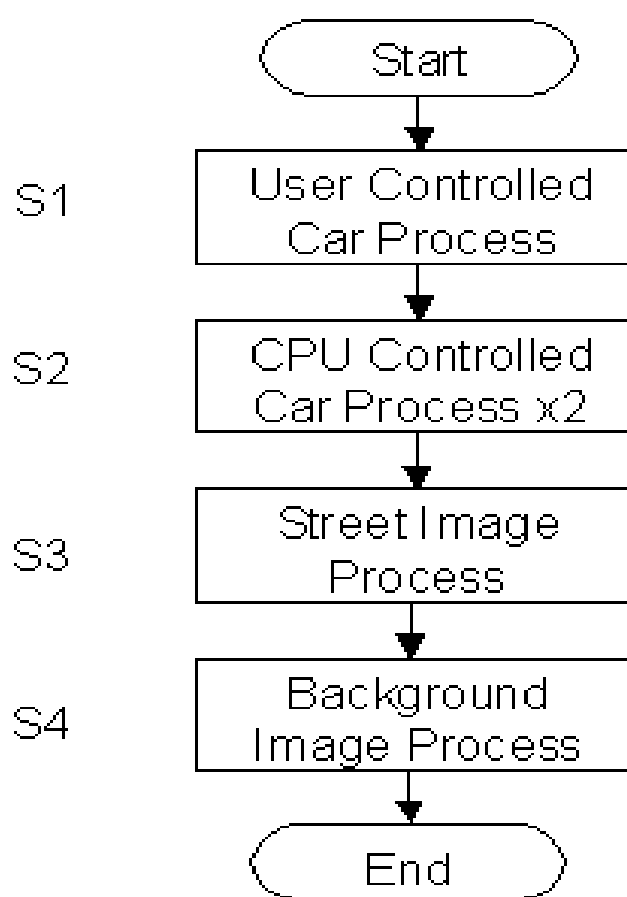 Start
S1
User Controlled
Car Process
S2
CPU Controlled
Car Process x2
S3
Street Image
Process
S4
Background
Image Process
End